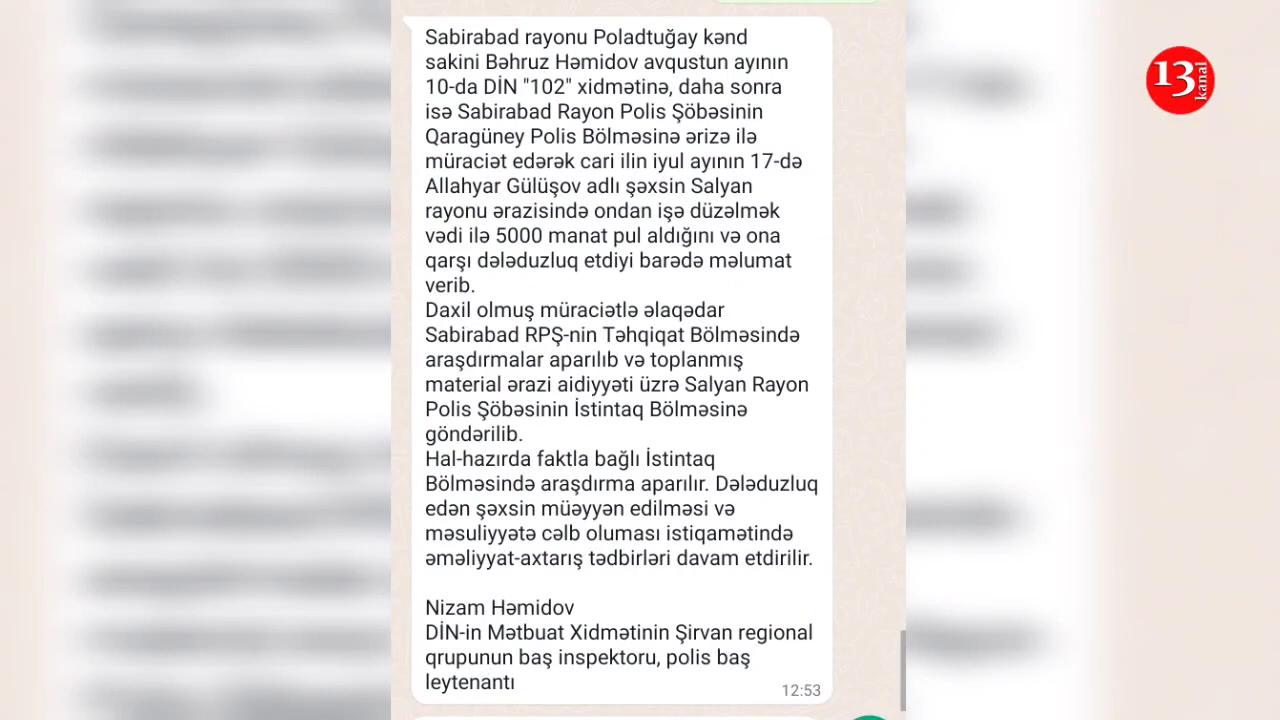 Sabirabad rayonu Poladtuğay kənd
sakini Bəhruz Həmidov avqustun ayının
10-da DİN "102" xidmətinə, daha sonra
isə Sabirabad Rayon Polis Şöbəsinin
Qaragüney Polis Bölməsinə ərizə ilə
müraciət edərək cari ilin iyul ayının 17-də
Allahyar Gülüşov adlı şəxsin Salyan
rayonu ərazisində ondan işə düzəlmək
vədi ilə 5000 manat pul aldığını və ona
qarşı dələduzluq etdiyi barədə məlumat
verib.
Daxil olmuş müraciətlə əlaqədar
Sabirabad RPŞ-nin Təhqiqat Bölməsində
araşdırmalar aparılıb və toplanmış
material ərazi aidiyyəti üzrə Salyan Rayon
Polis Şöbəsinin İstintaq Bölməsinə
göndərilib.
Hal-hazırda faktla bağlı İstintaq
Bölməsində araşdırma aparılır. Dələduzluq
edən şəxsin müəyyən edilməsi və
məsuliyyətə cəlb oluması istiqamətində
əməliyyat-axtarış tədbirləri davam etdirilir.
Nizam Həmidov
DİN-in Mətbuat Xidmətinin Şirvan regional
qrupunun baş inspektoru, polis baş
leytenantı
12:53
13 kanal